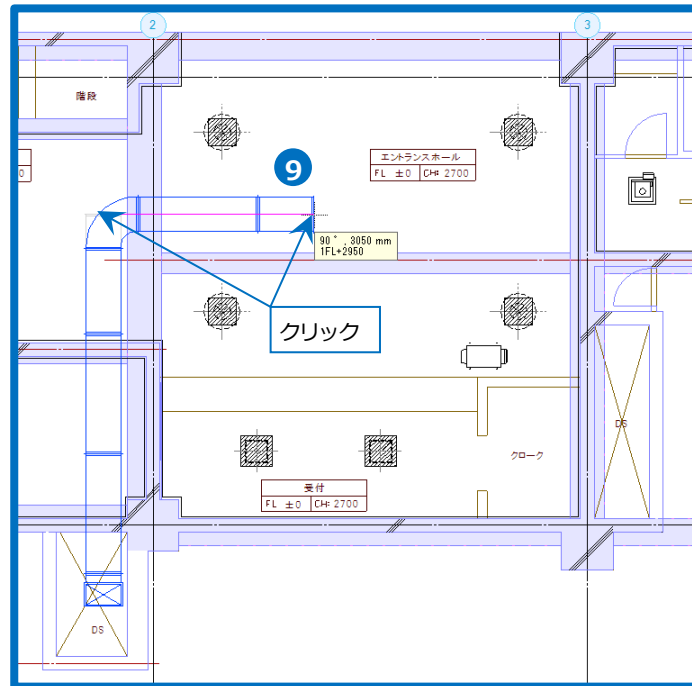 2
3
階段
0
エントランスホール
FL ±0 CH= 2700
9
90°, 3050 mm
1FL+2950
クリック
DS
クローク
受付
FL ±0 CH= 2700
DS